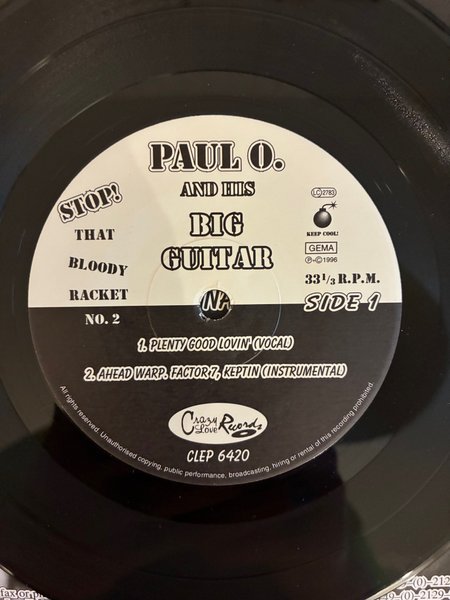 PAUL O.
AND HIS
BIG
GUITAR
STOP!
THAT
BLOODY
RACKET
NO. 2
LC 2783
KEEP COOL!
GEMA
P-© 1996
33 1/3 R.P.M.
SIDE 1
1. PLENTY GOOD LOVIN' (VOCAL)
2. AHEAD WARP. FACTOR 7, KEPTIN (INSTRUMENTAL)
Crazy
Love
Records
CLEP 6420
All rights reserved. Unauthorised copying, public performance, broadcasting, hiring or rental of this recording prohibited.